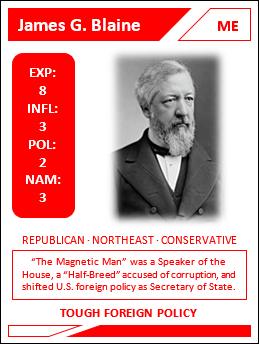 James G. Blaine
ME
EXP:
8
INFL:
3
POL:
2
NAM:
3
REPUBLICAN · NORTHEAST · CONSERVATIVE
"The Magnetic Man" was a Speaker of the
House, a "Half-Breed" accused of corruption, and
shifted U.S. foreign policy as Secretary of State.
TOUGH FOREIGN POLICY